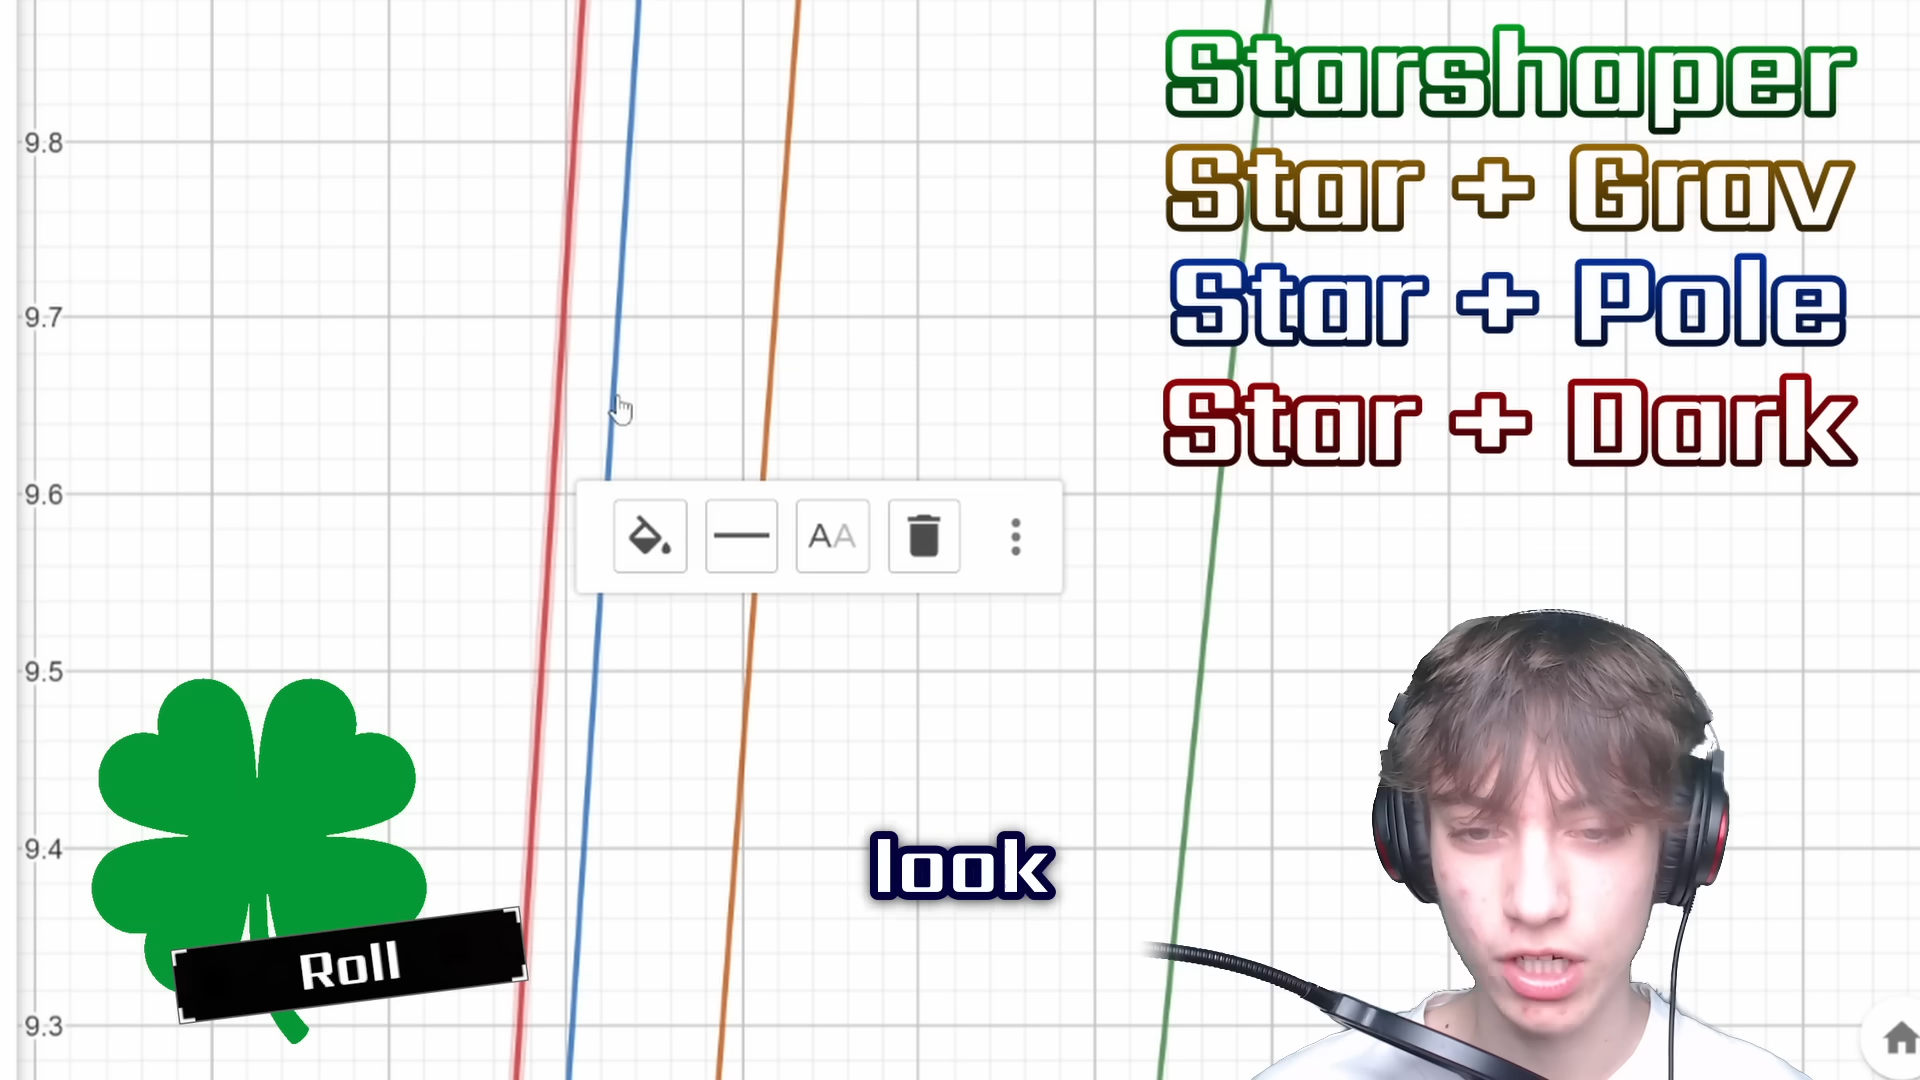 Starshaper
9.8
Star + Grav
9.7
Star + Pole
Star + Dark
9.6
AA
9.5
9.4
look
Roll
9.3